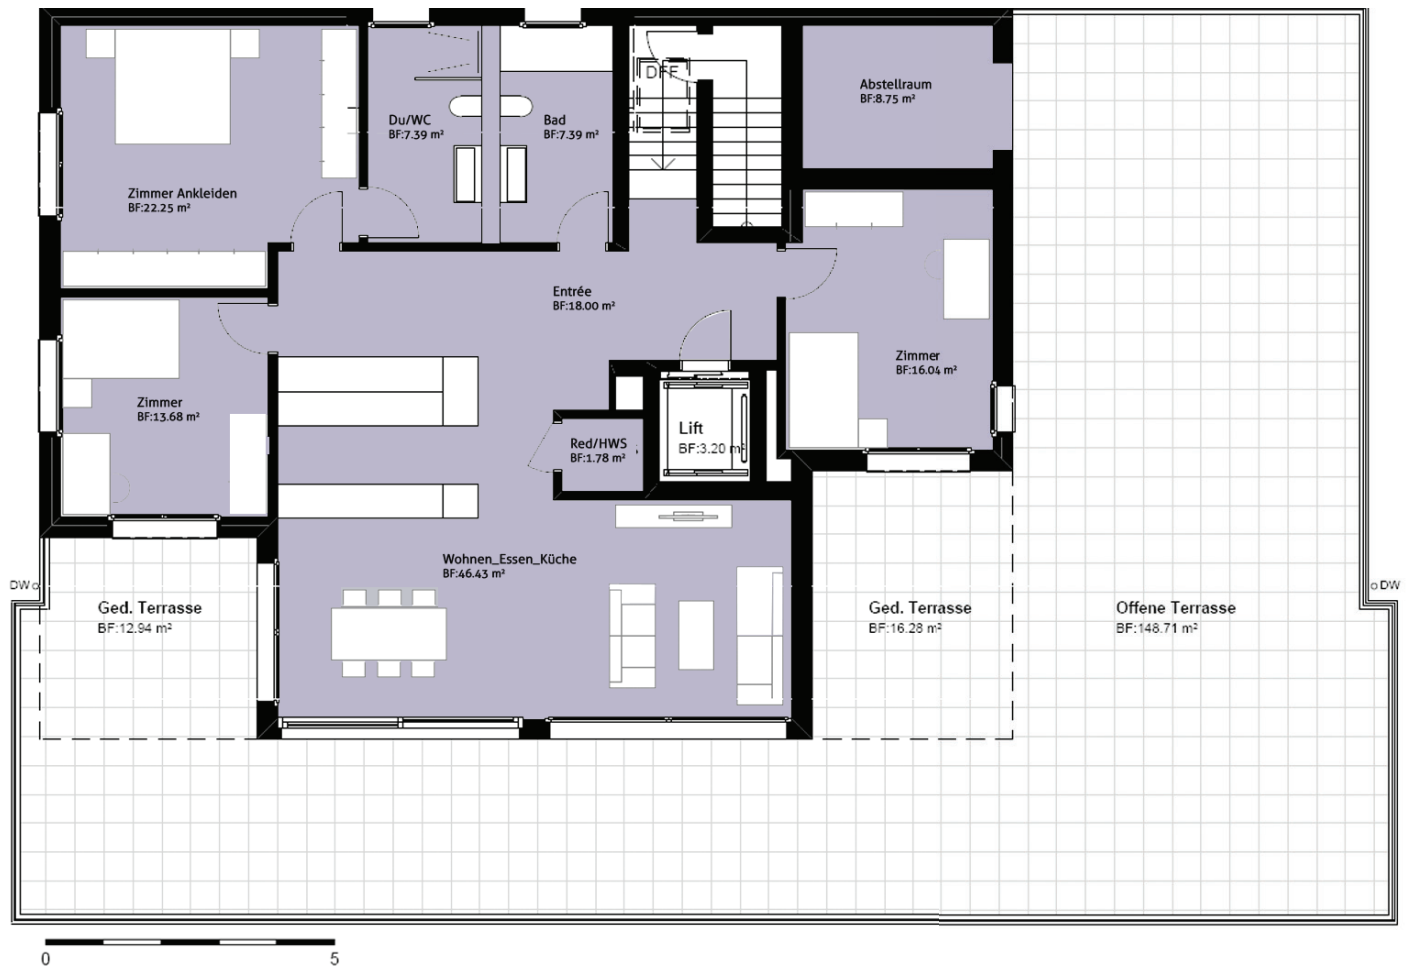 DFF
Abstellraum
BF:8.75 m²
Du/WC
BF:7.39 m²
Bad
BF:7.39 m²
Zimmer Ankleiden
BF:22.25 m²
Entrée
BF:18.00 m²
Zimmer
BF:16.04 m²
Zimmer
BF:13.68 m²
Lift
BF:3.20 m²
Red/HWS
BF:1.78 m²
Wohnen_Essen_Küche
BF:46.43 m²
DW
DW
Ged. Terrasse
BF:12.94 m²
Ged. Terrasse
BF:16.28 m²
Offene Terrasse
BF:148.71 m²
0 5